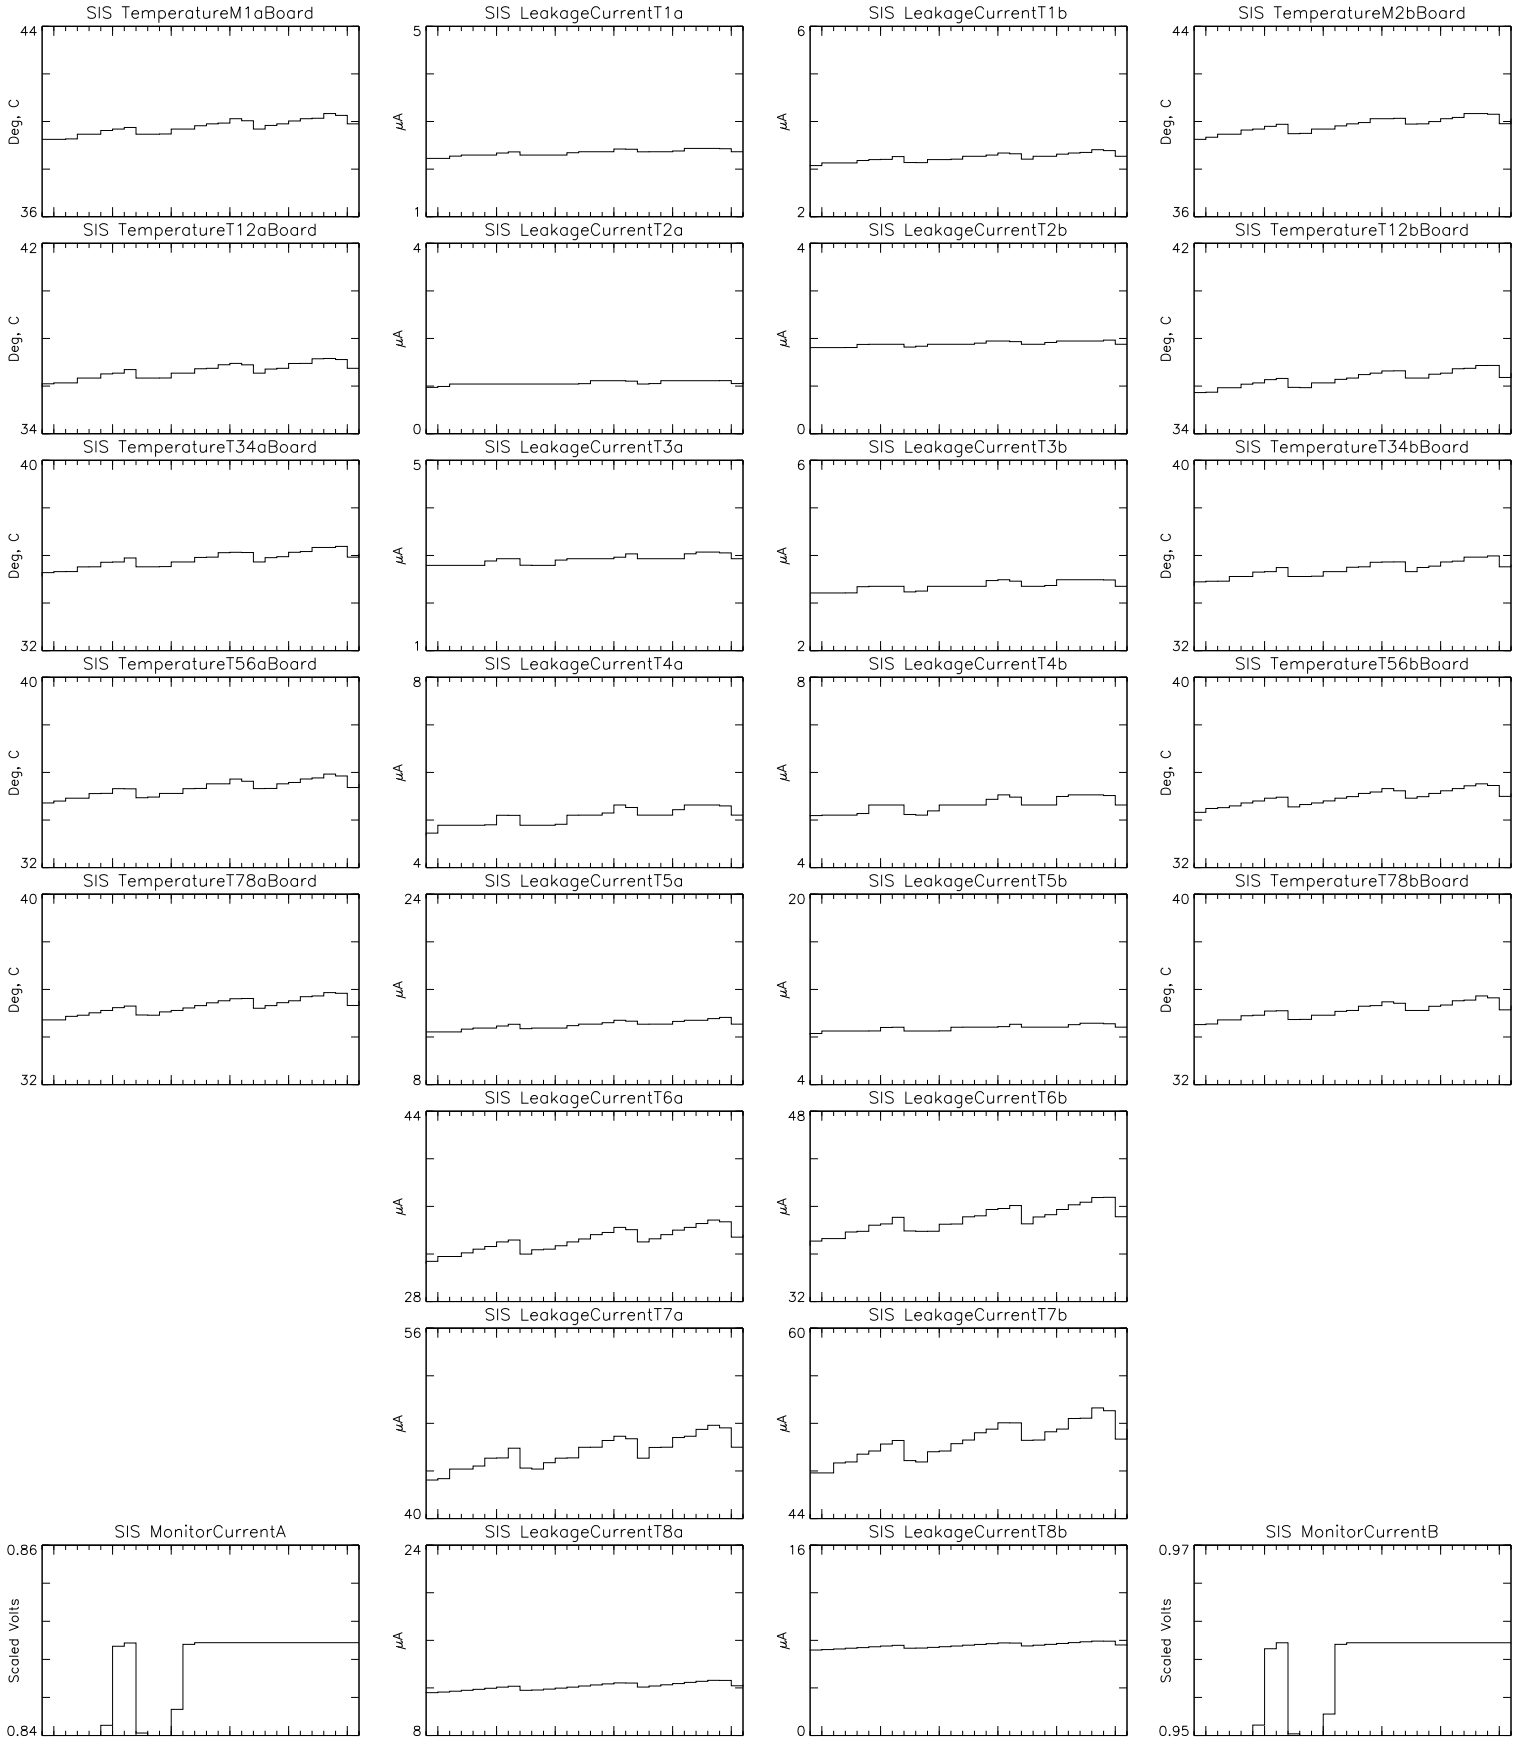 SIS TemperatureM1aBoard
44
Deg, C
36
SIS LeakageCurrentT1a
5
μA
1
SIS LeakageCurrentT1b
6
μA
2
SIS TemperatureM2bBoard
44
Deg, C
36
SIS TemperatureT12aBoard
42
Deg, C
34
SIS LeakageCurrentT2a
4
μA
0
SIS LeakageCurrentT2b
4
μA
0
SIS TemperatureT12bBoard
42
Deg, C
34
SIS TemperatureT34aBoard
40
Deg, C
32
SIS LeakageCurrentT3a
5
μA
1
SIS LeakageCurrentT3b
6
μA
2
SIS TemperatureT34bBoard
40
Deg, C
32
SIS TemperatureT56aBoard
40
Deg, C
32
SIS LeakageCurrentT4a
8
μA
4
SIS LeakageCurrentT4b
8
μA
4
SIS TemperatureT56bBoard
40
Deg, C
32
SIS TemperatureT78aBoard
40
Deg, C
32
SIS LeakageCurrentT5a
24
μA
8
SIS LeakageCurrentT5b
20
μA
4
SIS TemperatureT78bBoard
40
Deg, C
32
SIS LeakageCurrentT6a
44
μA
28
SIS LeakageCurrentT6b
48
μA
32
SIS LeakageCurrentT7a
56
μA
40
SIS LeakageCurrentT7b
60
μA
44
SIS MonitorCurrentA
0.86
Scaled Volts
0.84
SIS LeakageCurrentT8a
24
μA
8
SIS LeakageCurrentT8b
16
μA
0
SIS MonitorCurrentB
0.97
Scaled Volts
0.95